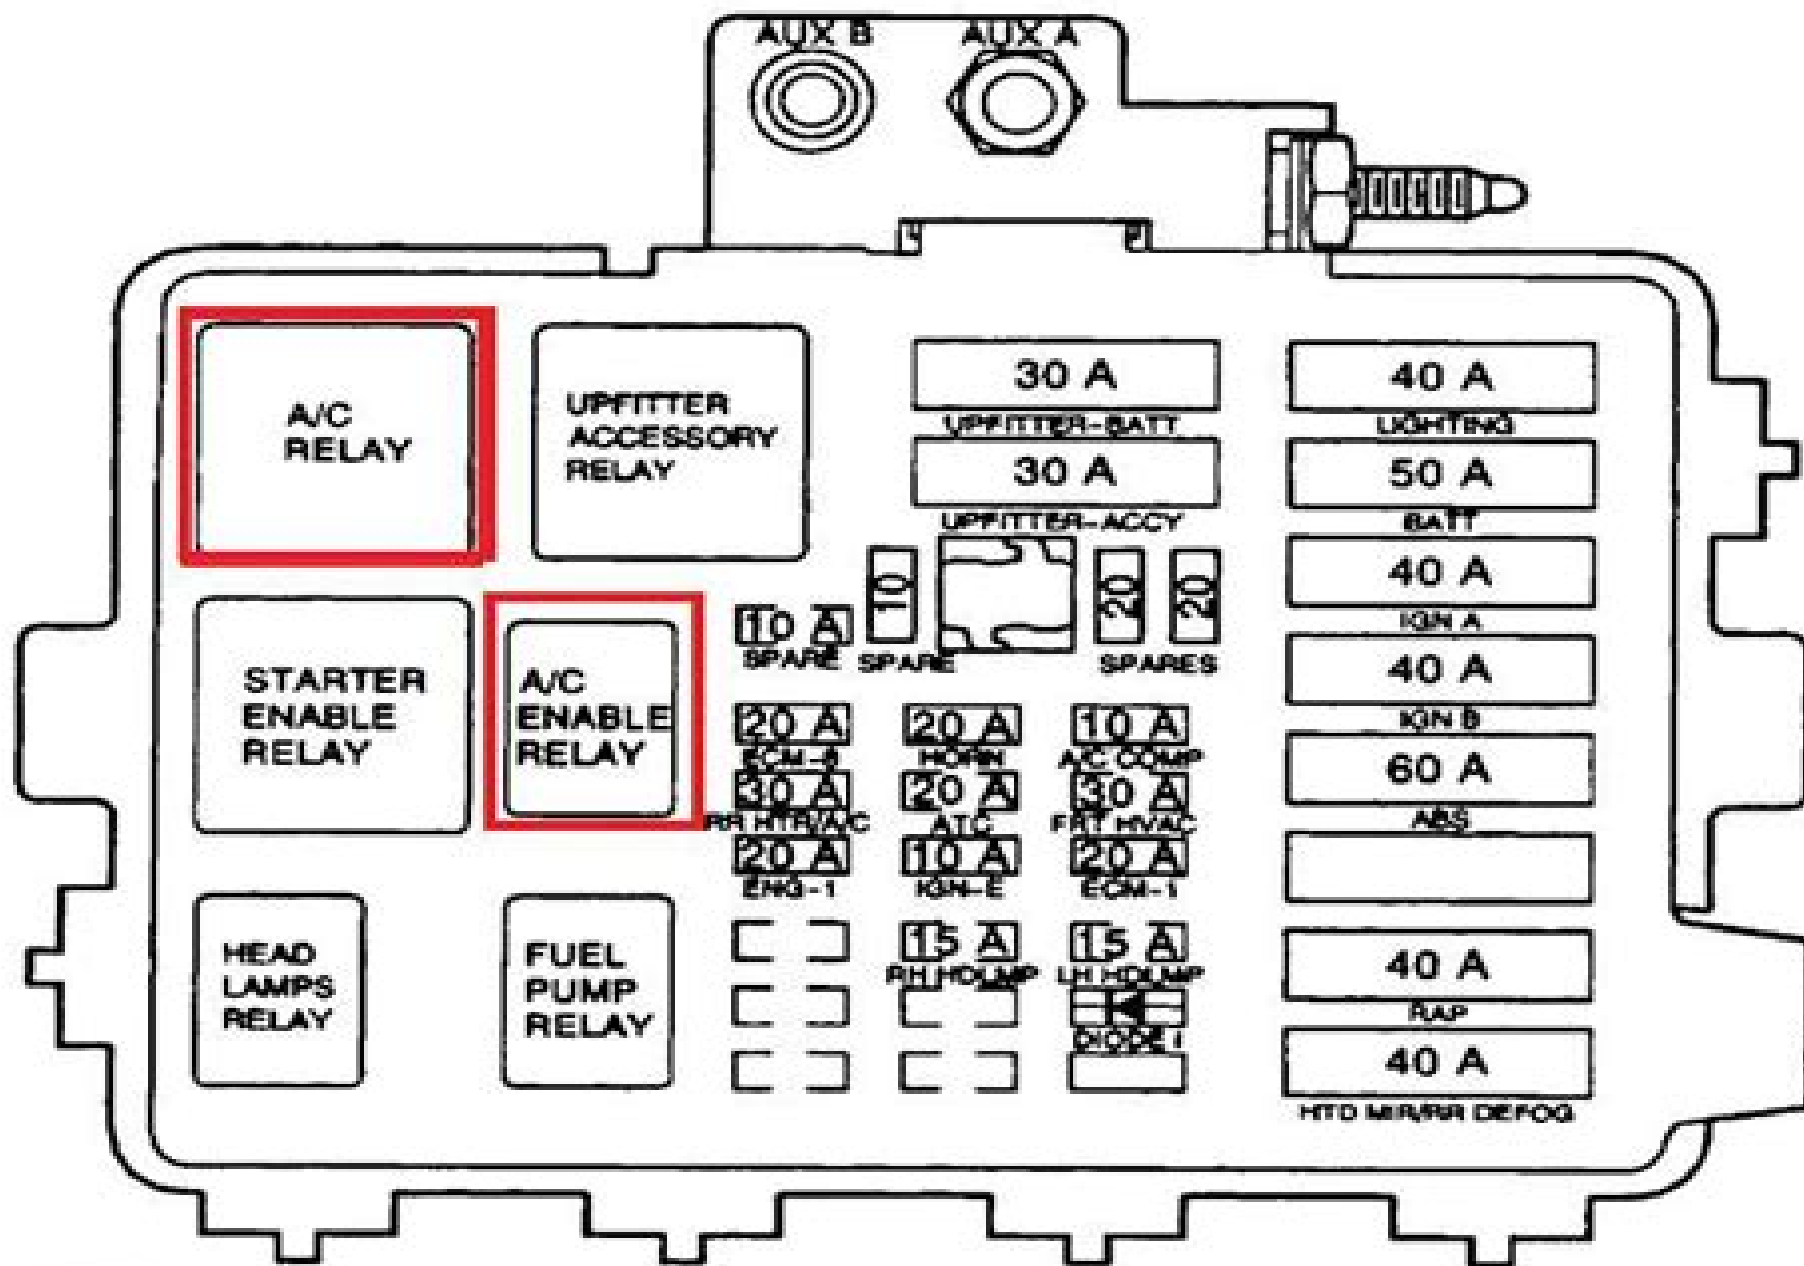 AUX B AUX A
A/C
RELAY
UPFITTER
ACCESSORY
RELAY
30 A
UPFITTER-BATT
30 A
UPFITTER-ACCY
40 A
LIGHTING
50 A
BATT
40 A
IGN A
40 A
IGN B
60 A
ABS
40 A
RAP
40 A
HTD MIR/RR DEFOG
10 A
SPARE
10
SPARE
20 20
SPARES
STARTER
ENABLE
RELAY
A/C
ENABLE
RELAY
20 A 20 A 10 A
HORN A/C COMP
30 A 20 A 30 A
RR HTR/A/C ATC FRT HVAC
20 A 10 A 20 A
ENG-1 IGN-E ECM-1
15 A 15 A
RH HDLMP LH HDLMP
DIODE 1
HEAD
LAMPS
RELAY
FUEL
PUMP
RELAY